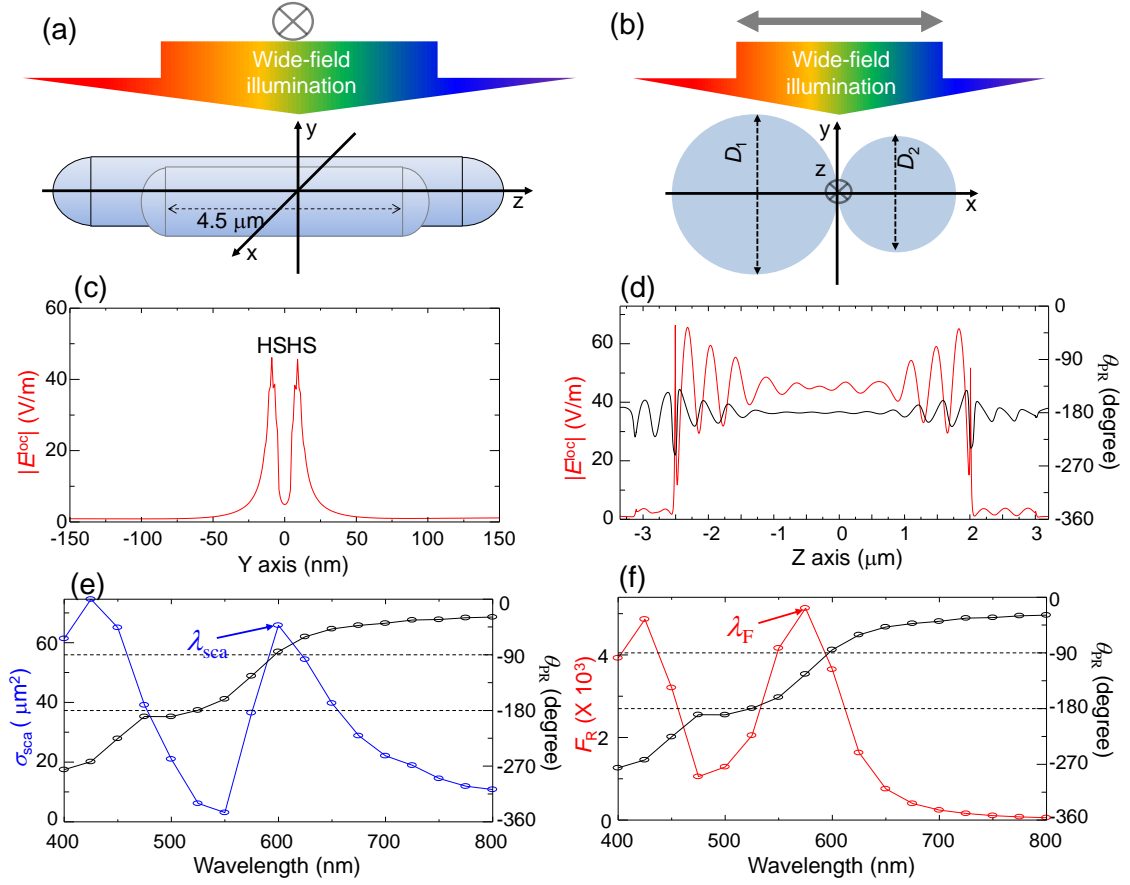 (a)
Wide-field
illumination
y
z
4.5 μm
x
(b)
Wide-field
illumination
y
D1
D2
z
x
(c)
60
40
20
0
|E^loc| (V/m)
HSHS
-150 -100 -50 0 50 100 150
Y axis (nm)
(d)
60
40
20
0
|E^loc| (V/m)
0
-90
-180
-270
-360
θPR (degree)
-3 -2 -1 0 1 2 3
Z axis (μm)
(e)
60
40
20
0
σsca ( μm²)
λsca
0
-90
-180
-270
-360
θPR (degree)
400 500 600 700 800
Wavelength (nm)
(f)
4
2
0
FR (X 10³)
λF
0
-90
-180
-270
-360
θPR (degree)
400 500 600 700 800
Wavelength (nm)